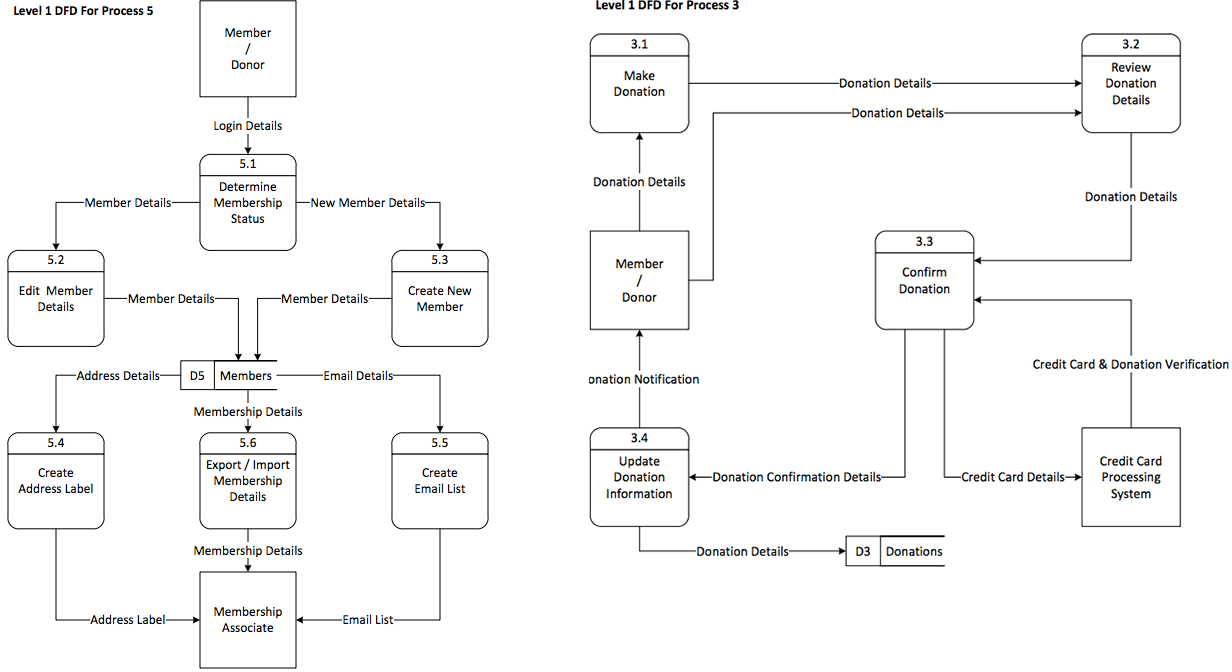 Level 1 DFD For Process 5
Member
/
Donor
Login Details
5.1
Determine
Membership
Status
Member Details
New Member Details
5.2
Edit Member
Details
5.3
Create New
Member
Member Details
Member Details
D5
Members
Address Details
Email Details
Membership Details
5.4
Create
Address Label
5.6
Export / Import
Membership
Details
5.5
Create
Email List
Membership Details
Address Label
Membership
Associate
Email List
Level 1 DFD For Process 3
3.1
Make
Donation
3.2
Review
Donation
Details
Donation Details
Donation Details
Donation Details
Donation Details
Member
/
Donor
3.3
Confirm
Donation
onation Notification
Credit Card & Donation Verification
3.4
Update
Donation
Information
Donation Confirmation Details
Credit Card Details
Credit Card
Processing
System
Donation Details
D3
Donations